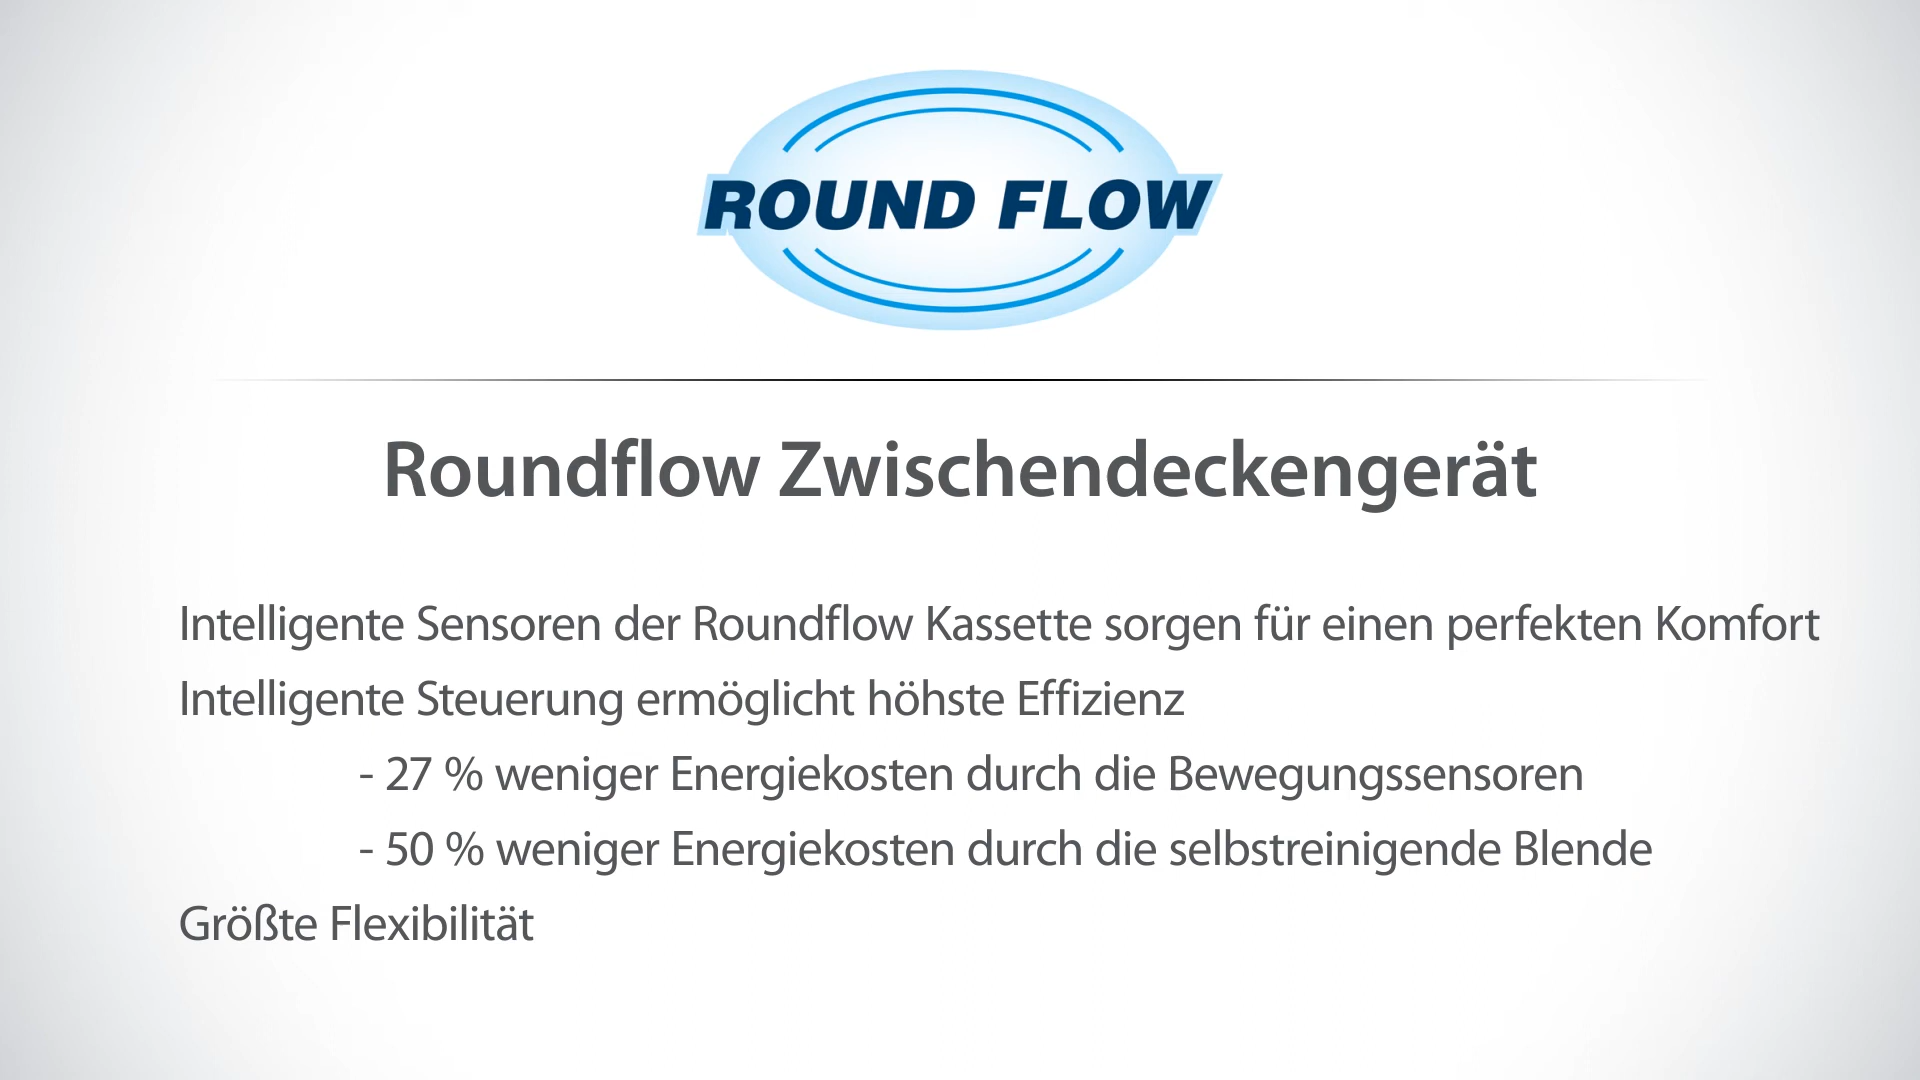 ROUND FLOW
Roundflow Zwischendeckengerät
Intelligente Sensoren der Roundflow Kassette sorgen für einen perfekten Komfort
Intelligente Steuerung ermöglicht höhste Effizienz
- 27 % weniger Energiekosten durch die Bewegungssensoren
- 50 % weniger Energiekosten durch die selbstreinigende Blende
Größte Flexibilität